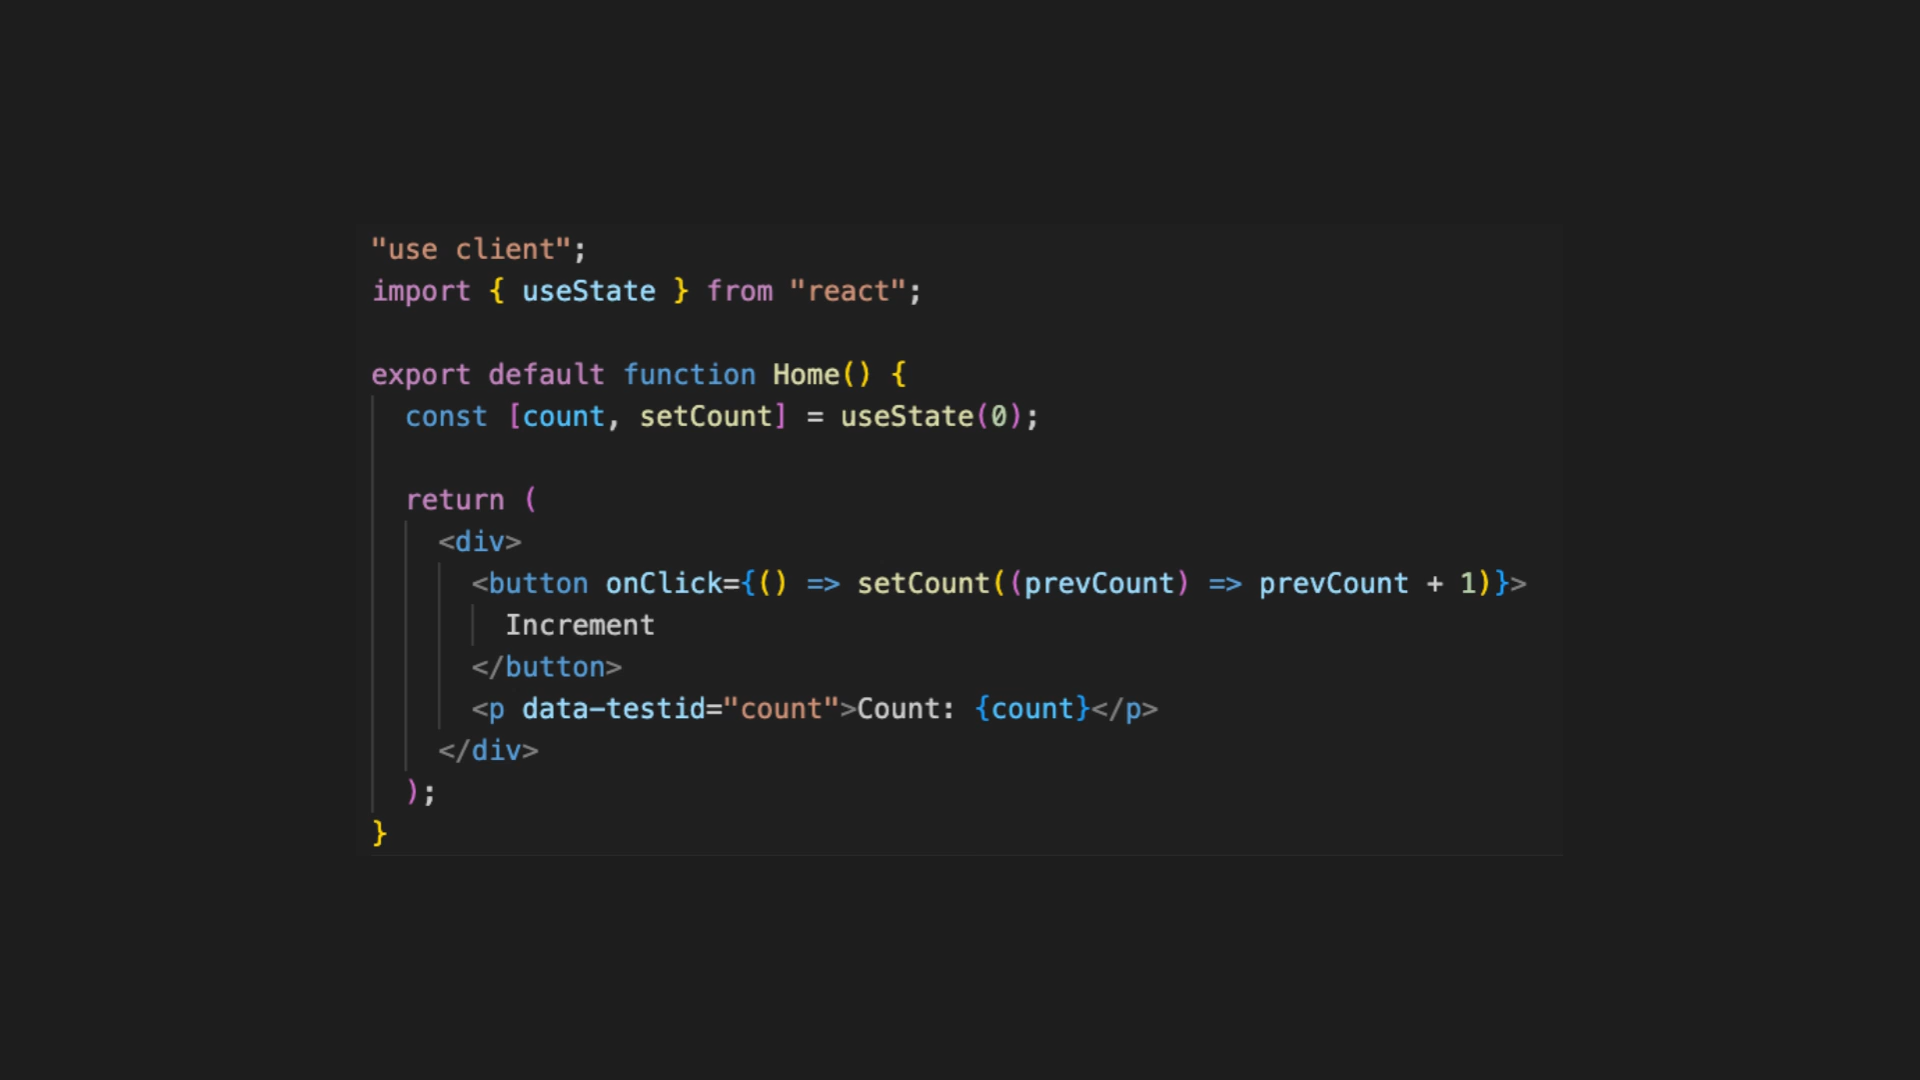 "use client";
import { useState } from "react";
export default function Home() {
const [count, setCount] = useState(0);
return (
<div>
<button onClick={() => setCount((prevCount) => prevCount + 1)}>
Increment
</button>
<p data-testid="count">Count: {count}</p>
</div>
);
}